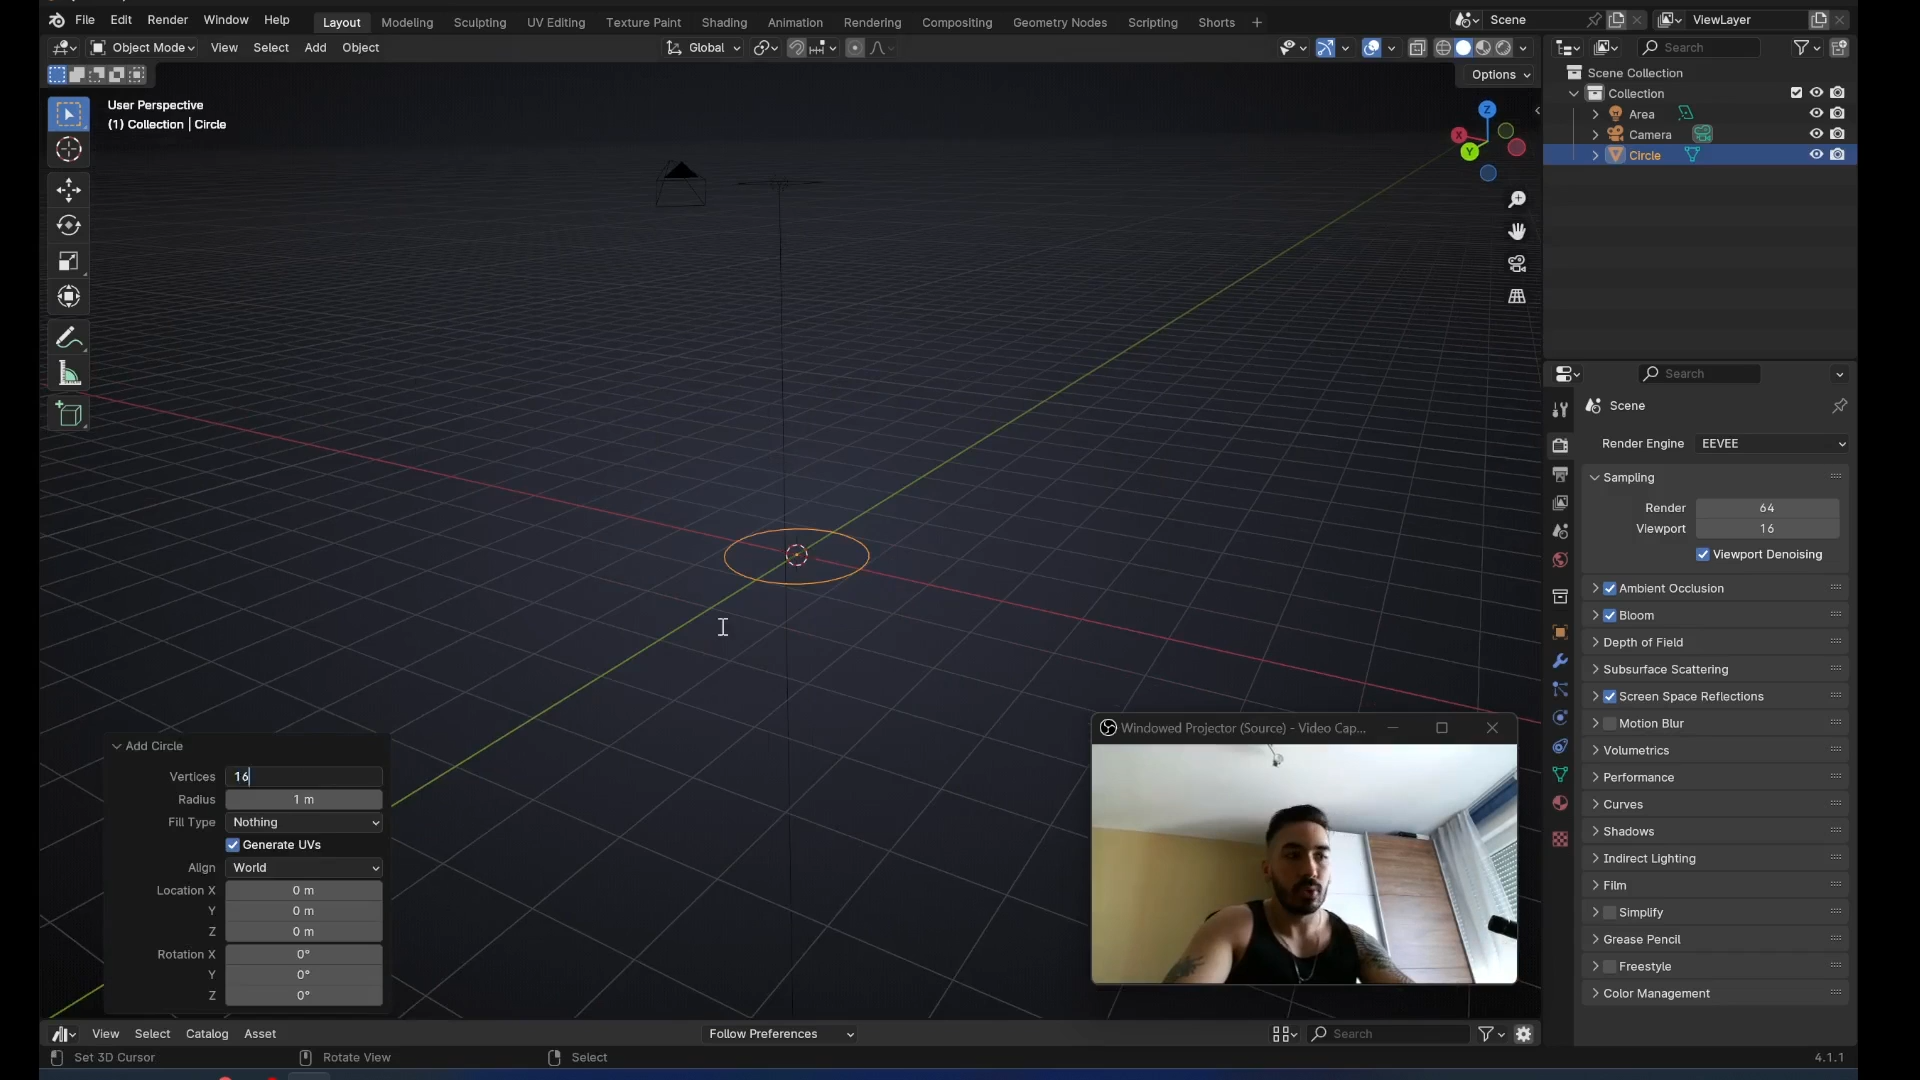 File Edit Render Window Help Layout Modeling Sculpting UV Editing Texture Paint Shading Animation Rendering Compositing Geometry Nodes Scripting Shorts + Scene ViewLayer
Object Mode View Select Add Object Global Search
Options
User Perspective
(1) Collection | Circle
Z
X
Y
Scene Collection
Collection
Area
Camera
Circle
Search
Scene
Render Engine EEVEE
Sampling
Render 64
Viewport 16
Viewport Denoising
Ambient Occlusion
Bloom
Depth of Field
Subsurface Scattering
Screen Space Reflections
Motion Blur
Volumetrics
Performance
Curves
Shadows
Indirect Lighting
Film
Simplify
Grease Pencil
Freestyle
Color Management
Windowed Projector (Source) - Video Cap...
Add Circle
Vertices 16
Radius 1 m
Fill Type Nothing
Generate UVs
Align World
Location X 0 m
Y 0 m
Z 0 m
Rotation X 0°
Y 0°
Z 0°
View Select Catalog Asset Follow Preferences Search
Set 3D Cursor Rotate View Select 4.1.1